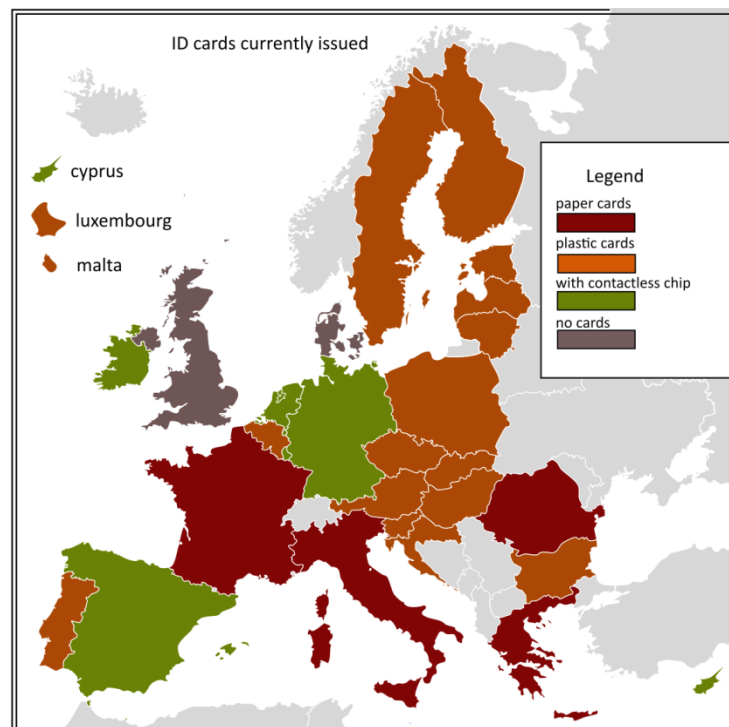 ID cards currently issued
cyprus
luxembourg
malta
Legend
paper cards
plastic cards
with contactless chip
no cards